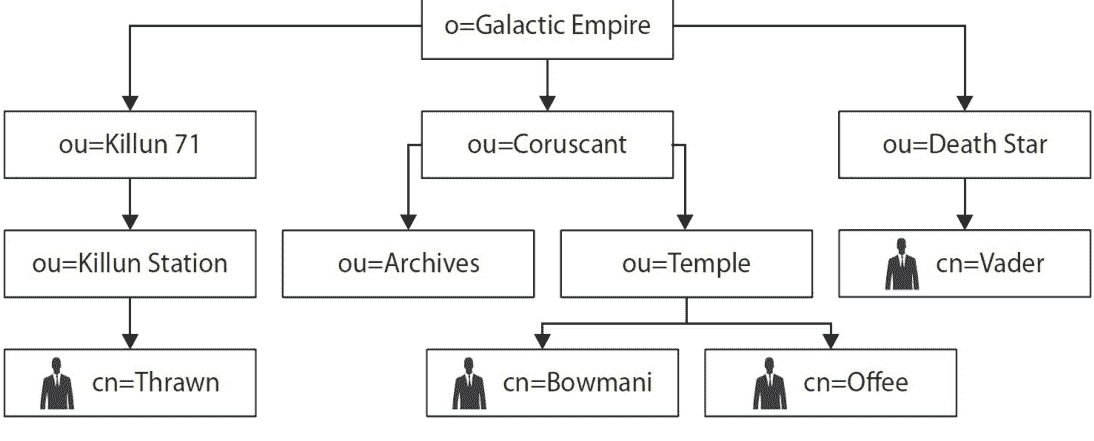 o=Galactic Empire
ou=Killun 71
ou=Coruscant
ou=Death Star
ou=Killun Station
ou=Archives
ou=Temple
cn=Vader
cn=Thrawn
cn=Bowmani
cn=Offee